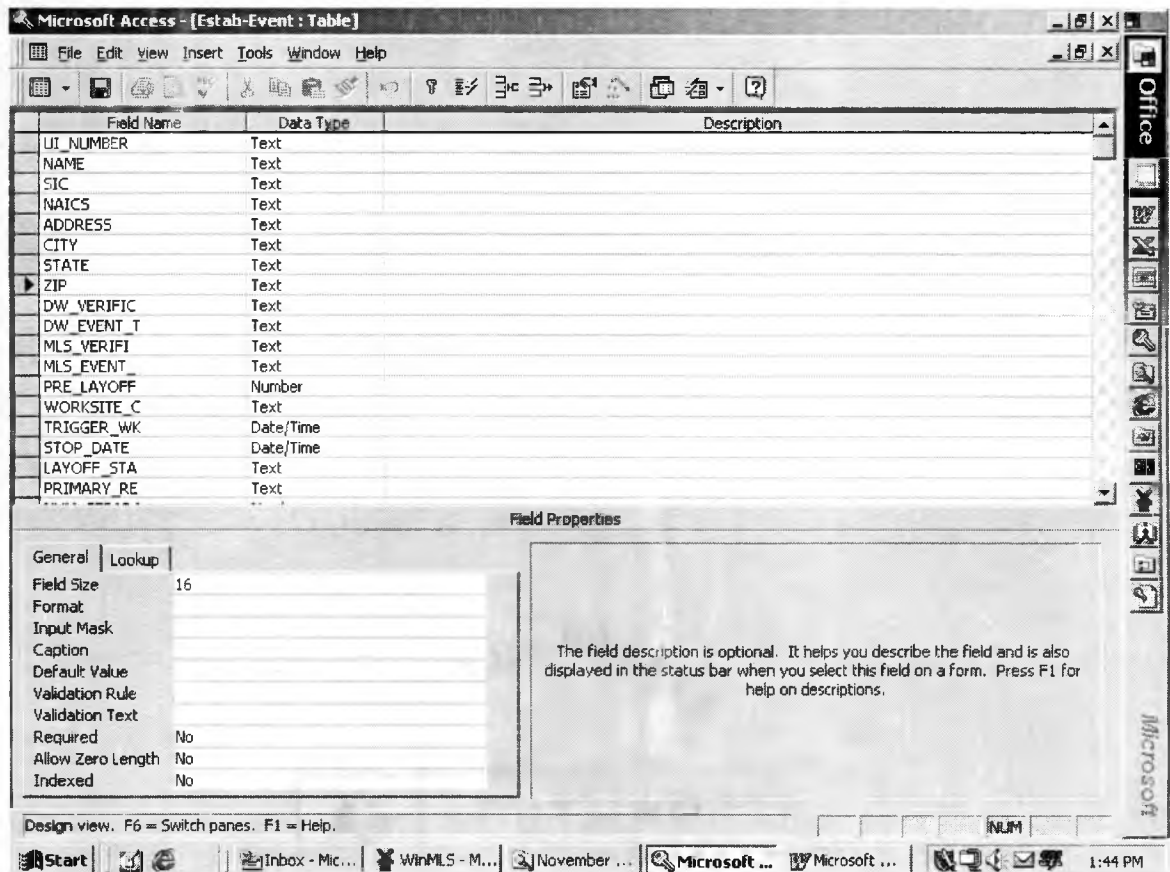 Microsoft Access - [Estab-Event : Table]
File Edit View Insert Tools Window Help
Office
Field Name Data Type Description
UI_NUMBER Text
NAME Text
SIC Text
NAICS Text
ADDRESS Text
CITY Text
STATE Text
ZIP Text
DW_VERIFIC Text
DW_EVENT_T Text
MLS_VERIFI Text
MLS_EVENT_ Text
PRE_LAYOFF Number
WORKSITE_C Text
TRIGGER_WK Date/Time
STOP_DATE Date/Time
LAYOFF_STA Text
PRIMARY_RE Text
Field Properties
General Lookup
Field Size 16
Format
Input Mask
Caption
Default Value
Validation Rule
Validation Text
Required No
Allow Zero Length No
Indexed No
The field description is optional. It helps you describe the field and is also
displayed in the status bar when you select this field on a form. Press F1 for
help on descriptions.
Microsoft
Design view. F6 = Switch panes. F1 = Help.
NUM
Start Inbox - Mic... WinMLS - M... November ... Microsoft ... Microsoft ... 1:44 PM